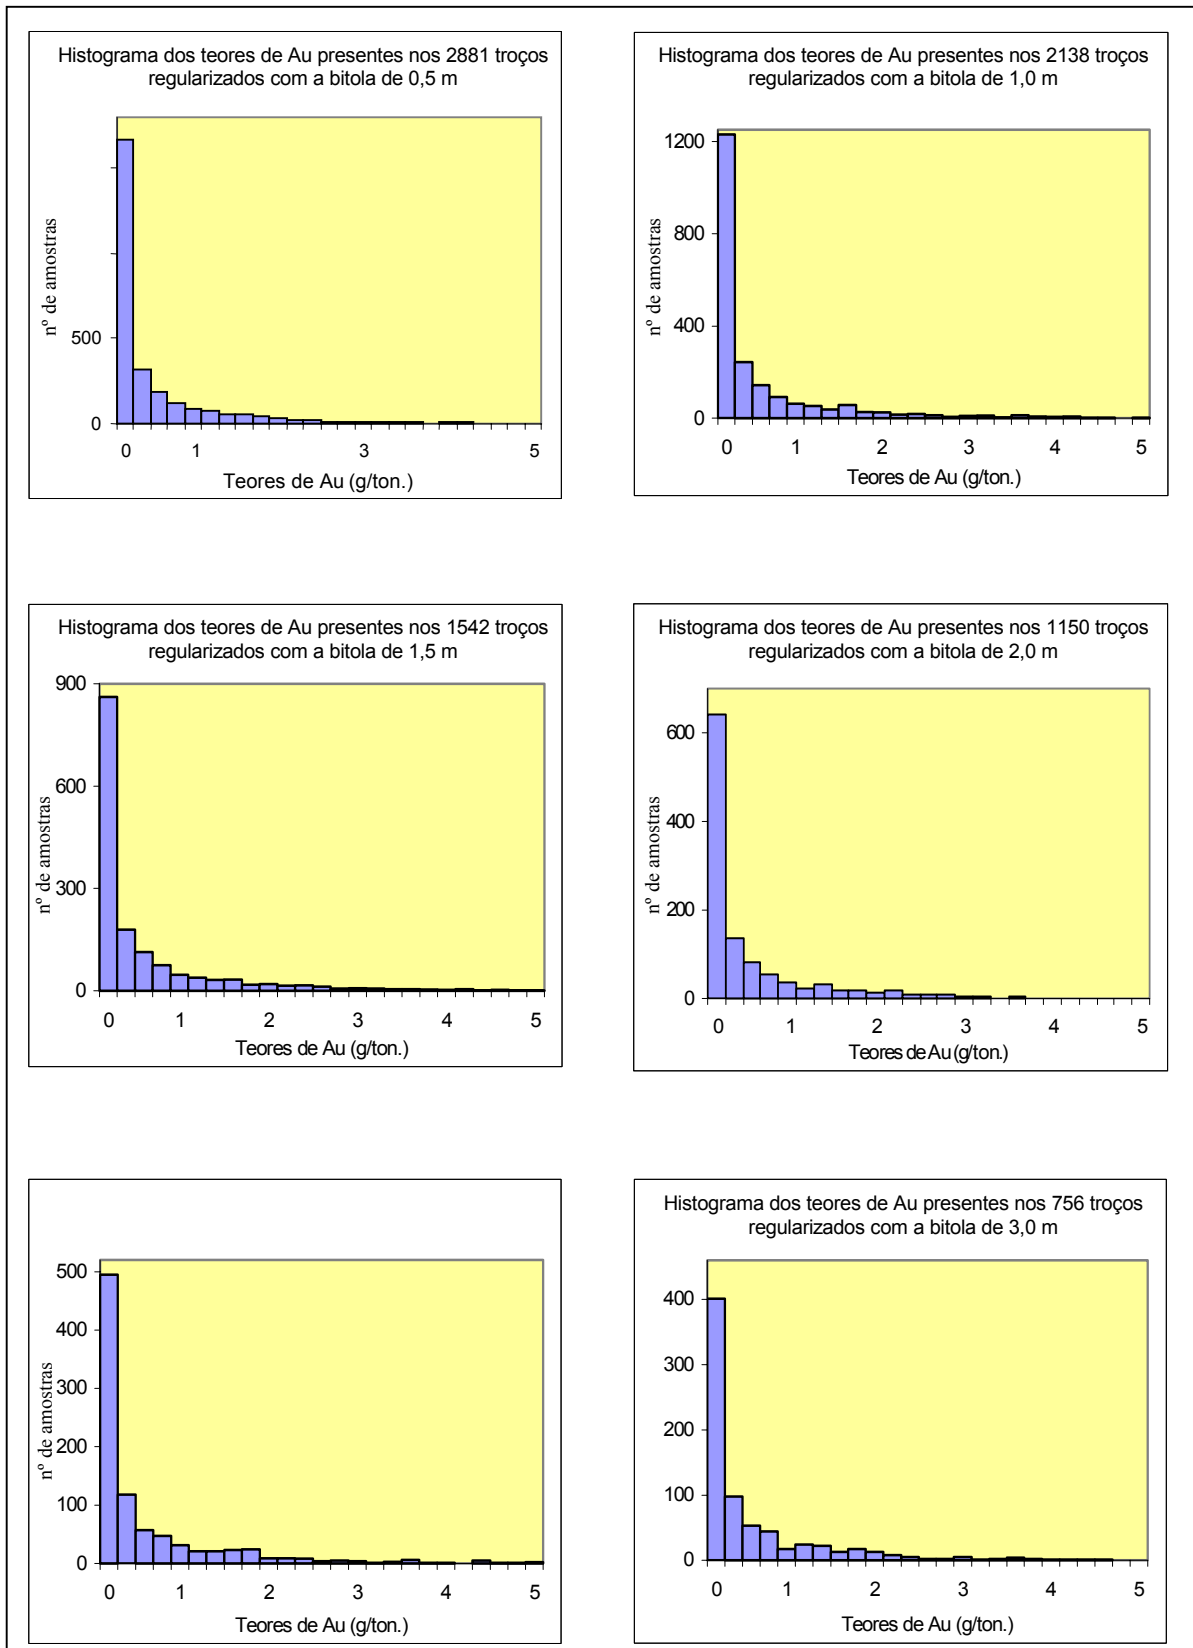 Histograma dos teores de Au presentes nos 2881 troços
regularizados com a bitola de 0,5 m
nº de amostras
500
0
0 1 3 5
Teores de Au (g/ton.)
Histograma dos teores de Au presentes nos 2138 troços
regularizados com a bitola de 1,0 m
nº de amostras
1200
800
400
0
0 1 2 3 4 5
Teores de Au (g/ton.)
Histograma dos teores de Au presentes nos 1542 troços
regularizados com a bitola de 1,5 m
nº de amostras
900
600
300
0
0 1 2 3 4 5
Teores de Au (g/ton.)
Histograma dos teores de Au presentes nos 1150 troços
regularizados com a bitola de 2,0 m
nº de amostras
600
400
200
0
0 1 2 3 4 5
Teores de Au (g/ton.)
nº de amostras
500
400
300
200
100
0
0 1 2 3 4 5
Teores de Au (g/ton.)
Histograma dos teores de Au presentes nos 756 troços
regularizados com a bitola de 3,0 m
nº de amostras
400
300
200
100
0
0 1 2 3 4 5
Teores de Au (g/ton.)